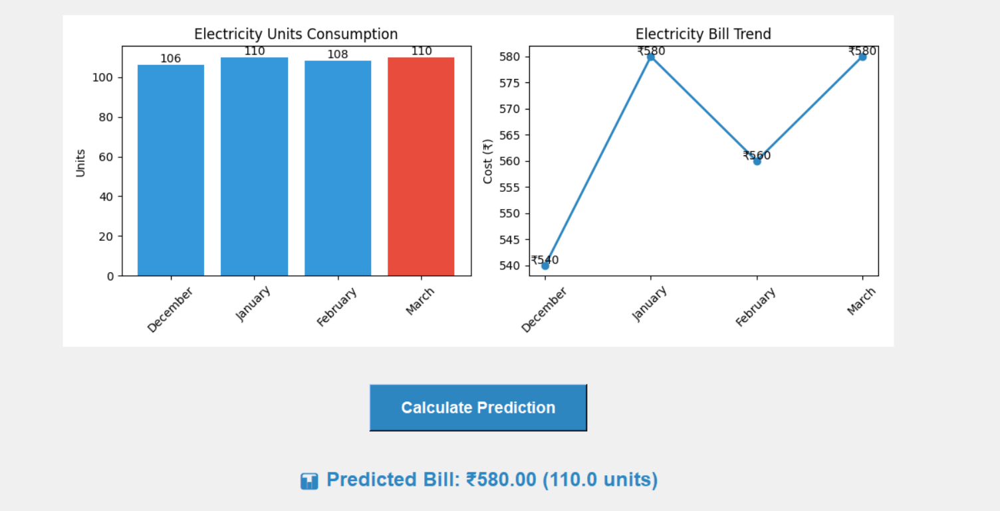 Electricity Units Consumption
106
110
108
110
100
80
60
40
20
0
Units
December
January
February
March
Electricity Bill Trend
₹580
₹580
₹560
₹540
580
575
570
565
560
555
550
545
540
Cost (₹)
December
January
February
March
Calculate Prediction
Predicted Bill: ₹580.00 (110.0 units)